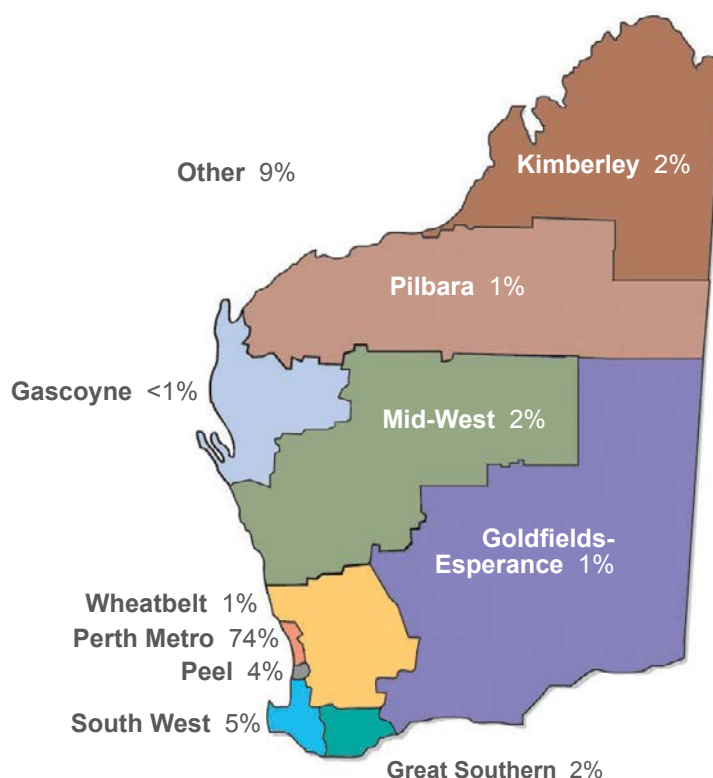 Other 9%
Kimberley 2%
Pilbara 1%
Gascoyne <1%
Mid-West 2%
Goldfields-
Esperance 1%
Wheatbelt 1%
Perth Metro 74%
Peel 4%
South West 5%
Great Southern 2%